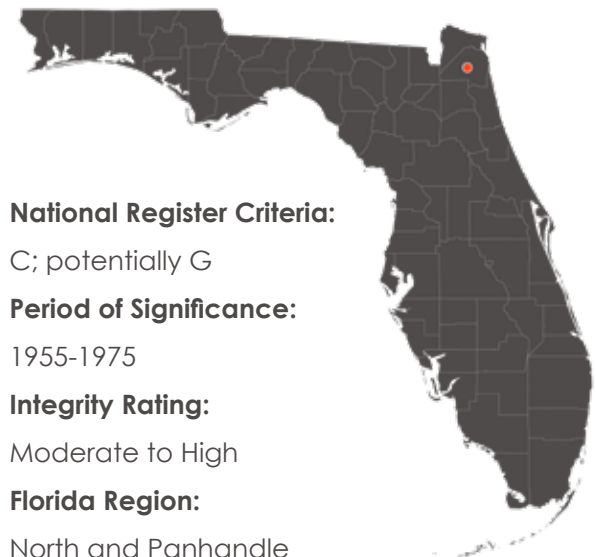 National Register Criteria:
C; potentially G
Period of Significance:
1955-1975
Integrity Rating:
Moderate to High
Florida Region:
North and Panhandle